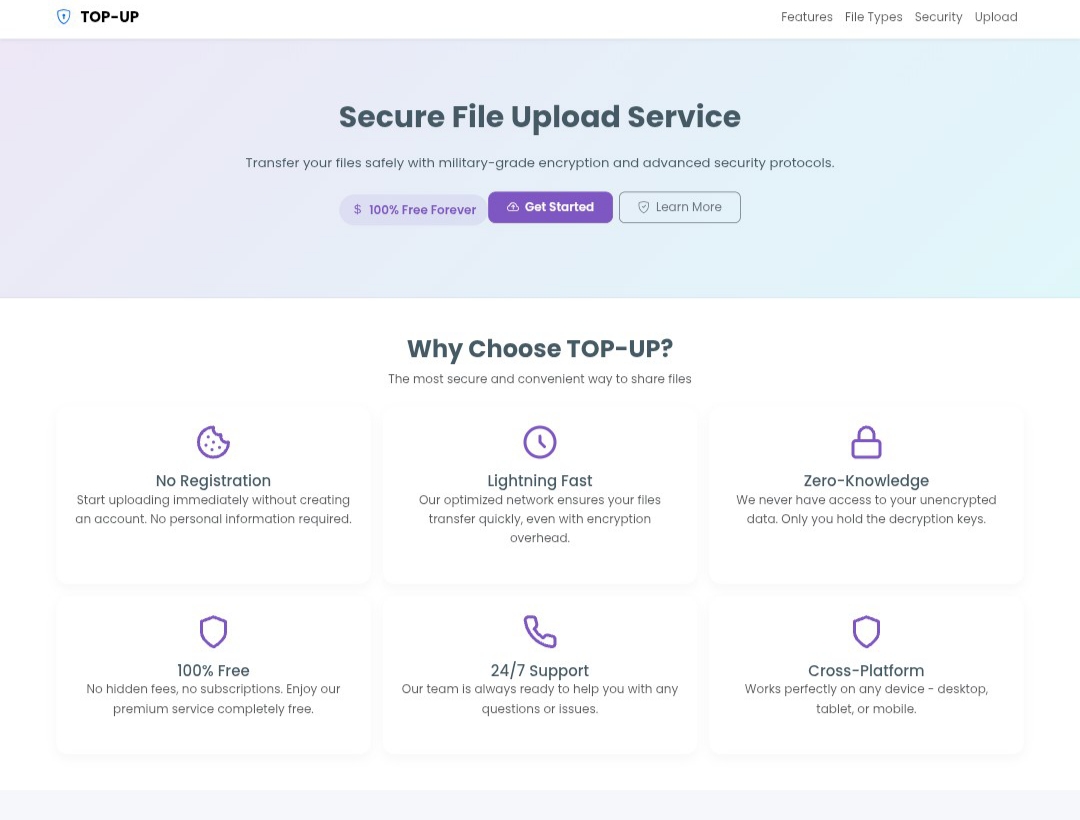 TOP-UP
Features File Types Security Upload
Secure File Upload Service
Transfer your files safely with military-grade encryption and advanced security protocols.
$ 100% Free Forever
Get Started
Learn More
Why Choose TOP-UP?
The most secure and convenient way to share files
No Registration
Start uploading immediately without creating
an account. No personal information required.
Lightning Fast
Our optimized network ensures your files
transfer quickly, even with encryption
overhead.
Zero-Knowledge
We never have access to your unencrypted
data. Only you hold the decryption keys.
100% Free
No hidden fees, no subscriptions. Enjoy our
premium service completely free.
24/7 Support
Our team is always ready to help you with any
questions or issues.
Cross-Platform
Works perfectly on any device - desktop,
tablet, or mobile.